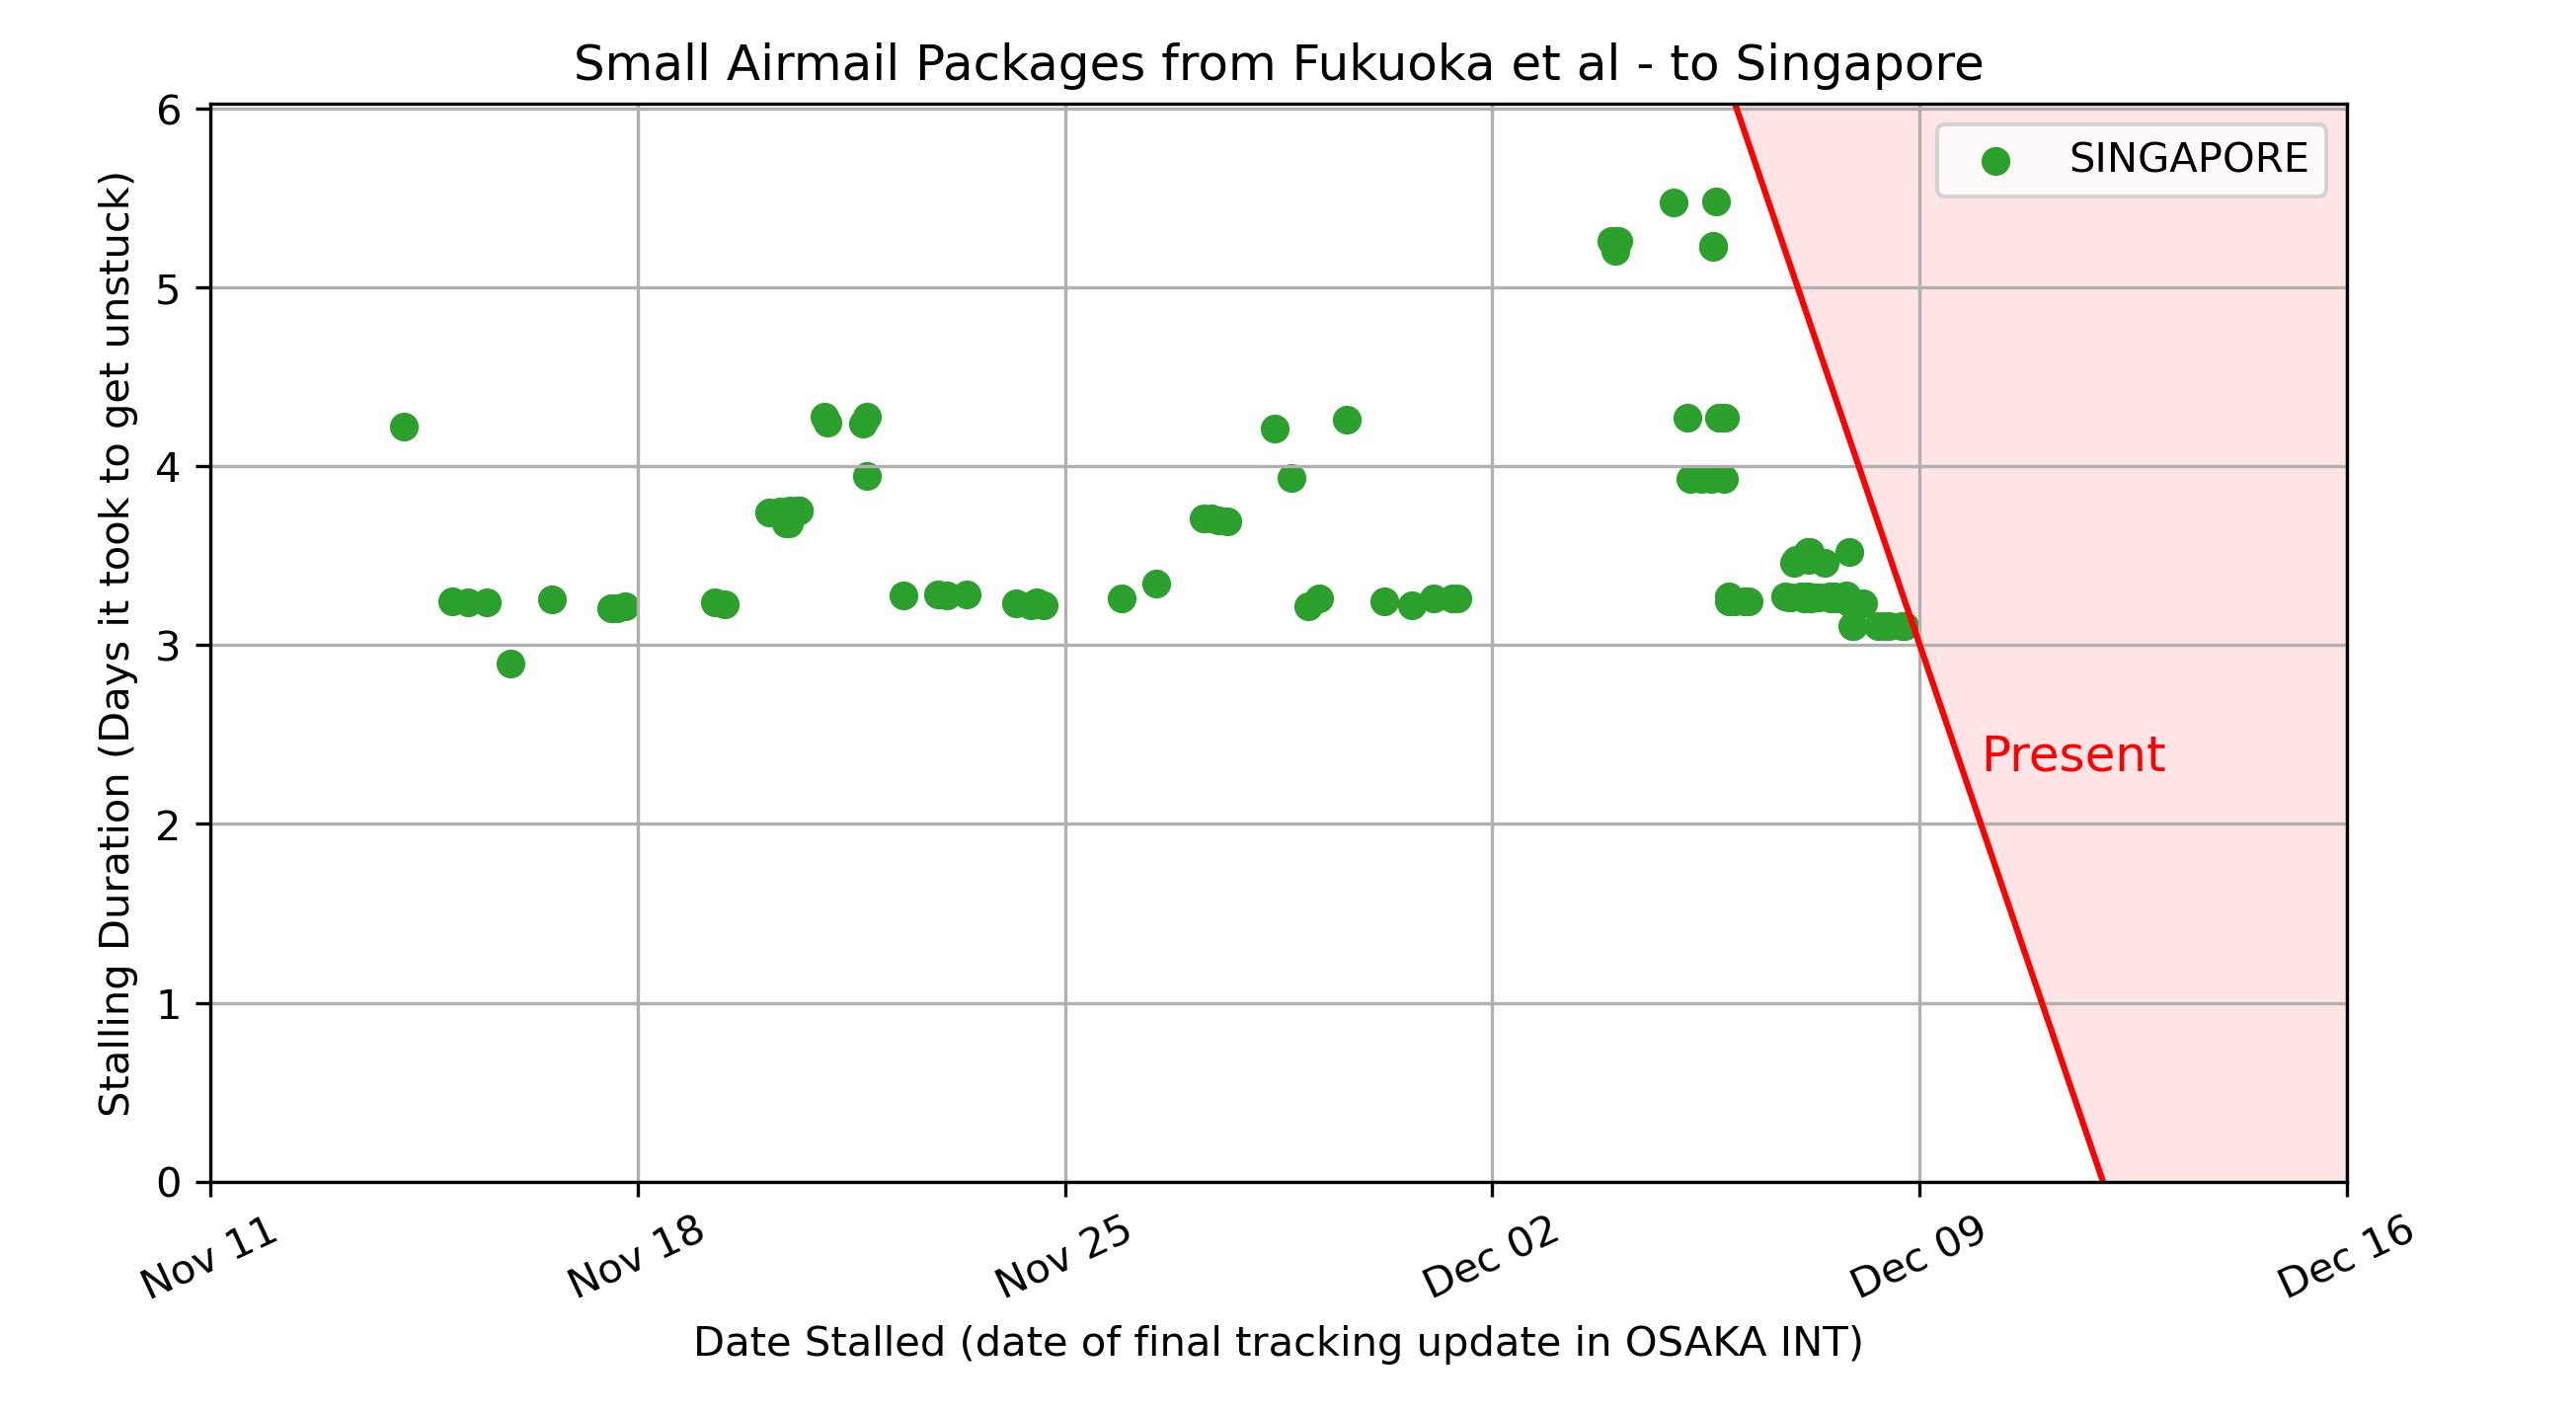 Small Airmail Packages from Fukuoka et al - to Singapore
SINGAPORE
Stalling Duration (Days it took to get unstuck)
6
5
4
3
2
1
0
Present
Nov 11
Nov 18
Nov 25
Dec 02
Dec 09
Dec 16
Date Stalled (date of final tracking update in OSAKA INT)